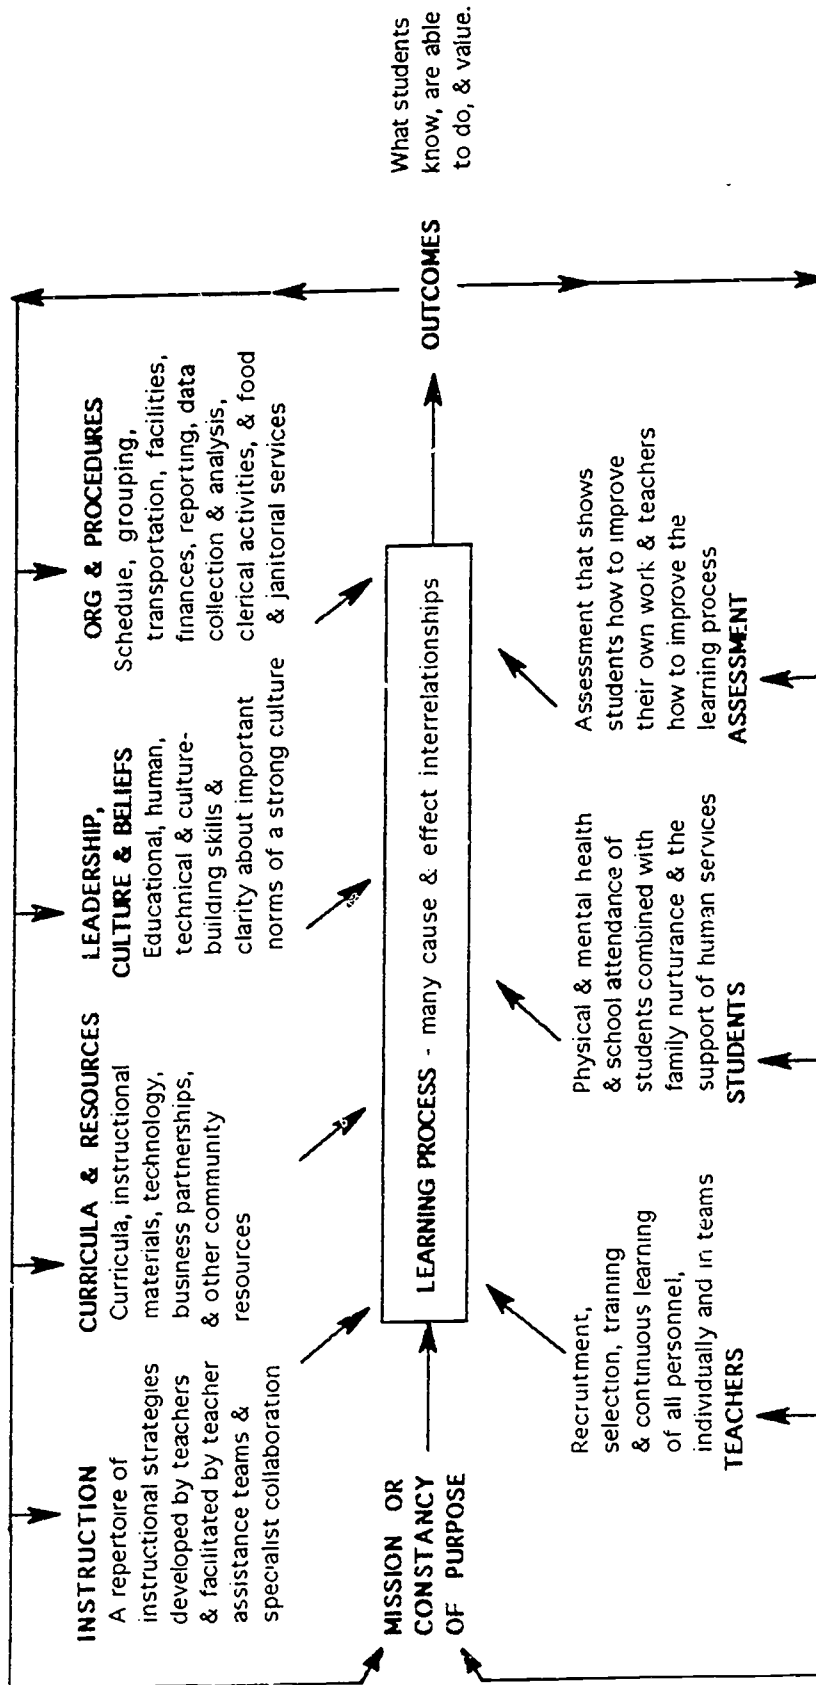 INSTRUCTION
A repertoire of
instructional strategies
developed by teachers
& facilitated by teacher
assistance teams &
specialist collaboration
CURRICULA & RESOURCES
Curricula, instructional
materials, technology,
business partnerships,
& other community
resources
LEADERSHIP,
CULTURE & BELIEFS
Educational, human,
technical & culture-
building skills &
clarity about important
norms of a strong culture
ORG & PROCEDURES
Schedule, grouping,
transportation, facilities,
finances, reporting, data
collection & analysis,
clerical activities, & food
& janitorial services
MISSION OR
CONSTANCY
OF PURPOSE
LEARNING PROCESS - many cause & effect interrelationships
OUTCOMES
What students
know, are able
to do, & value.
Recruitment,
selection, training
& continuous learning
of all personnel,
individually and in teams
TEACHERS
Physical & mental health
& school attendance of
students combined with
family nurturance & the
support of human services
STUDENTS
Assessment that shows
students how to improve
their own work & teachers
how to improve the
learning process
ASSESSMENT